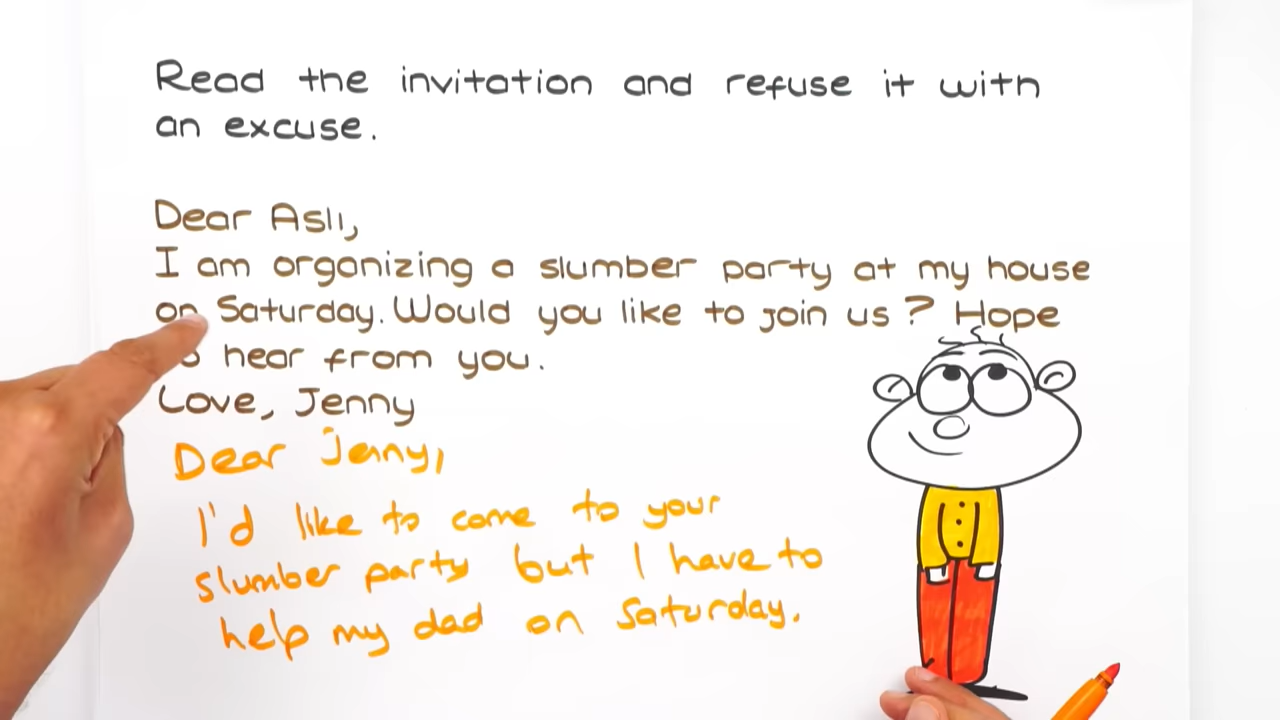 Read the invitation and refuse it with
an excuse.
Dear Aslı,
I am organizing a slumber party at my house
on Saturday. Would you like to join us? Hope
hear from you.
Love, Jenny
Dear Jenny,
I'd like to come to your
slumber party but I have to
help my dad on Saturday.